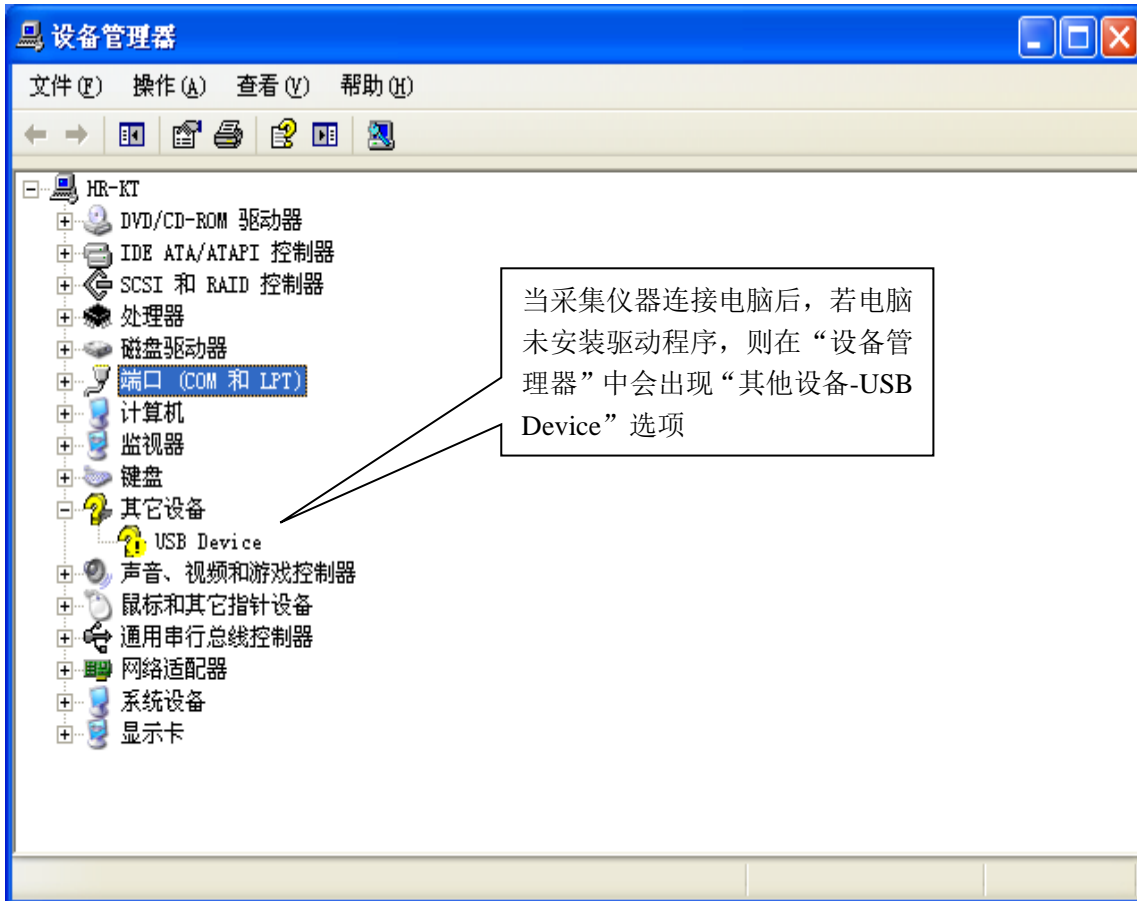 设备管理器
文件(F) 操作(A) 查看(V) 帮助(H)
HR-KT
DVD/CD-ROM 驱动器
IDE ATA/ATAPI 控制器
SCSI 和 RAID 控制器
处理器
磁盘驱动器
端口 (COM 和 LPT)
计算机
监视器
键盘
其它设备
USB Device
声音、视频和游戏控制器
鼠标和其它指针设备
通用串行总线控制器
网络适配器
系统设备
显示卡
当采集仪器连接电脑后，若电脑
未安装驱动程序，则在“设备管
理器”中会出现“其他设备-USB
Device”选项